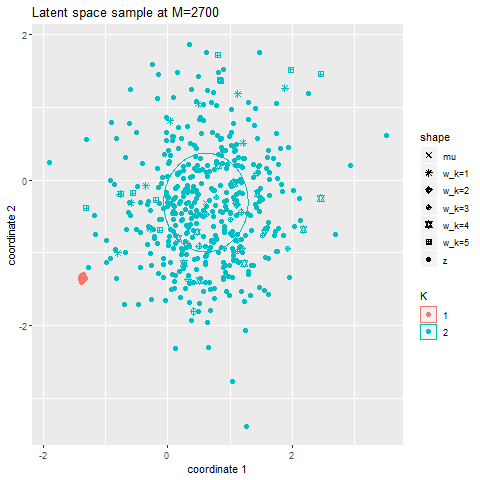 Latent space sample at M=2700
2
0
-2
coordinate 2
-2
0
2
coordinate 1
shape
mu
w_k=1
w_k=2
w_k=3
w_k=4
w_k=5
z
K
1
2